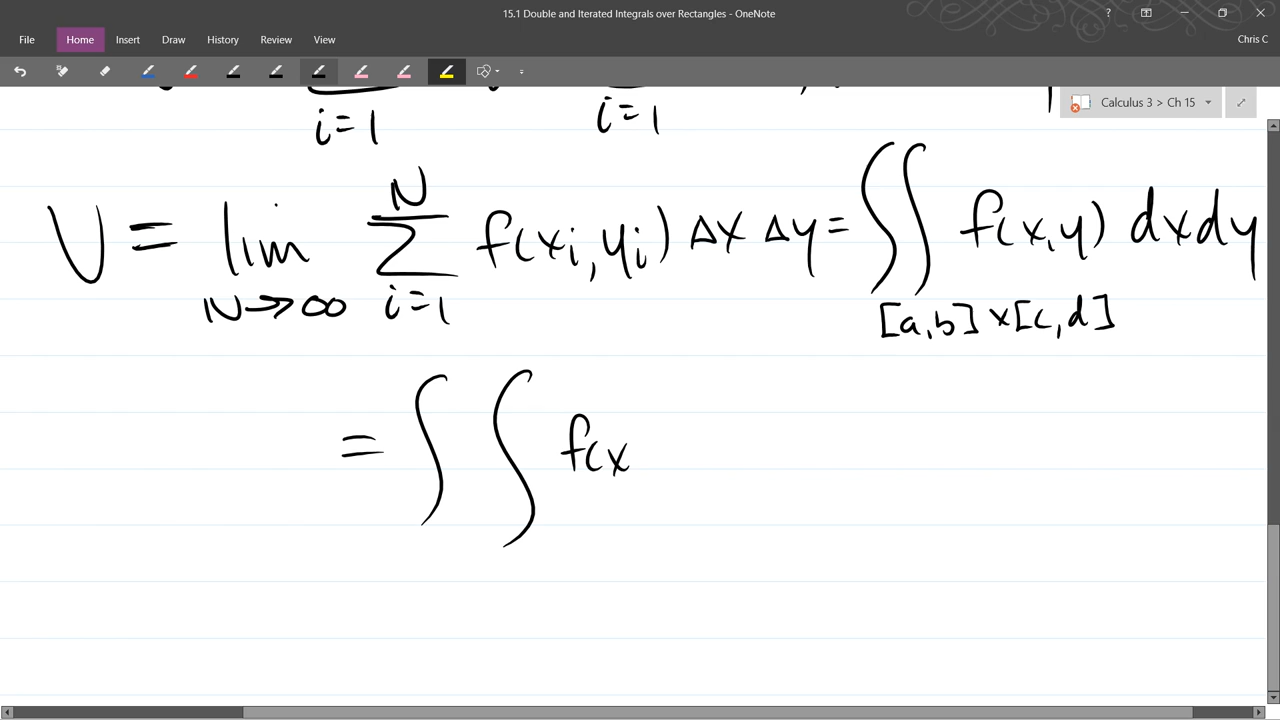 15.1 Double and Iterated Integrals over Rectangles - OneNote
?
File Home Insert Draw History Review View
Chris C
Calculus 3 > Ch 15
i=1 i=1
V = lim N→∞ ∑ i=1 N f(xi,yi) Δx Δy = ∫∫ [a,b]×[c,d] f(x,y) dxdy
= ∫ ∫ f(x